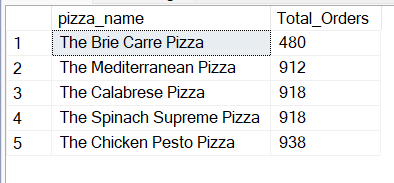 pizza_name Total_Orders
1 The Brie Carre Pizza 480
2 The Mediterranean Pizza 912
3 The Calabrese Pizza 918
4 The Spinach Supreme Pizza 918
5 The Chicken Pesto Pizza 938